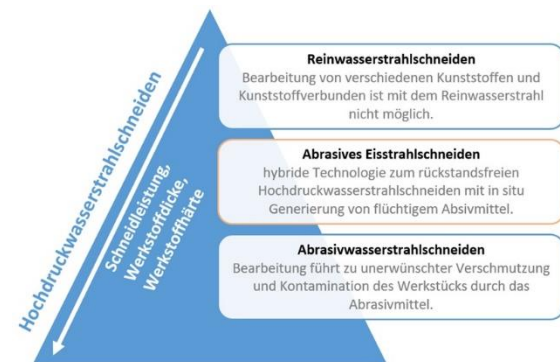 Hochdruckwasserstrahlschneiden
Schneidleistung,
Werkstoffdicke,
Werkstoffhärte
Reinwasserstrahlschneiden
Bearbeitung von verschiedenen Kunststoffen und
Kunststoffverbunden ist mit dem Reinwasserstrahl
nicht möglich.
Abrasives Eisstrahlschneiden
hybride Technologie zum rückstandsfreien
Hochdruckwasserstrahlschneiden mit in situ
Generierung von flüchtigem Absivmittel.
Abrasivwasserstrahlschneiden
Bearbeitung führt zu unerwünschter Verschmutzung
und Kontamination des Werkstücks durch das
Abrasivmittel.